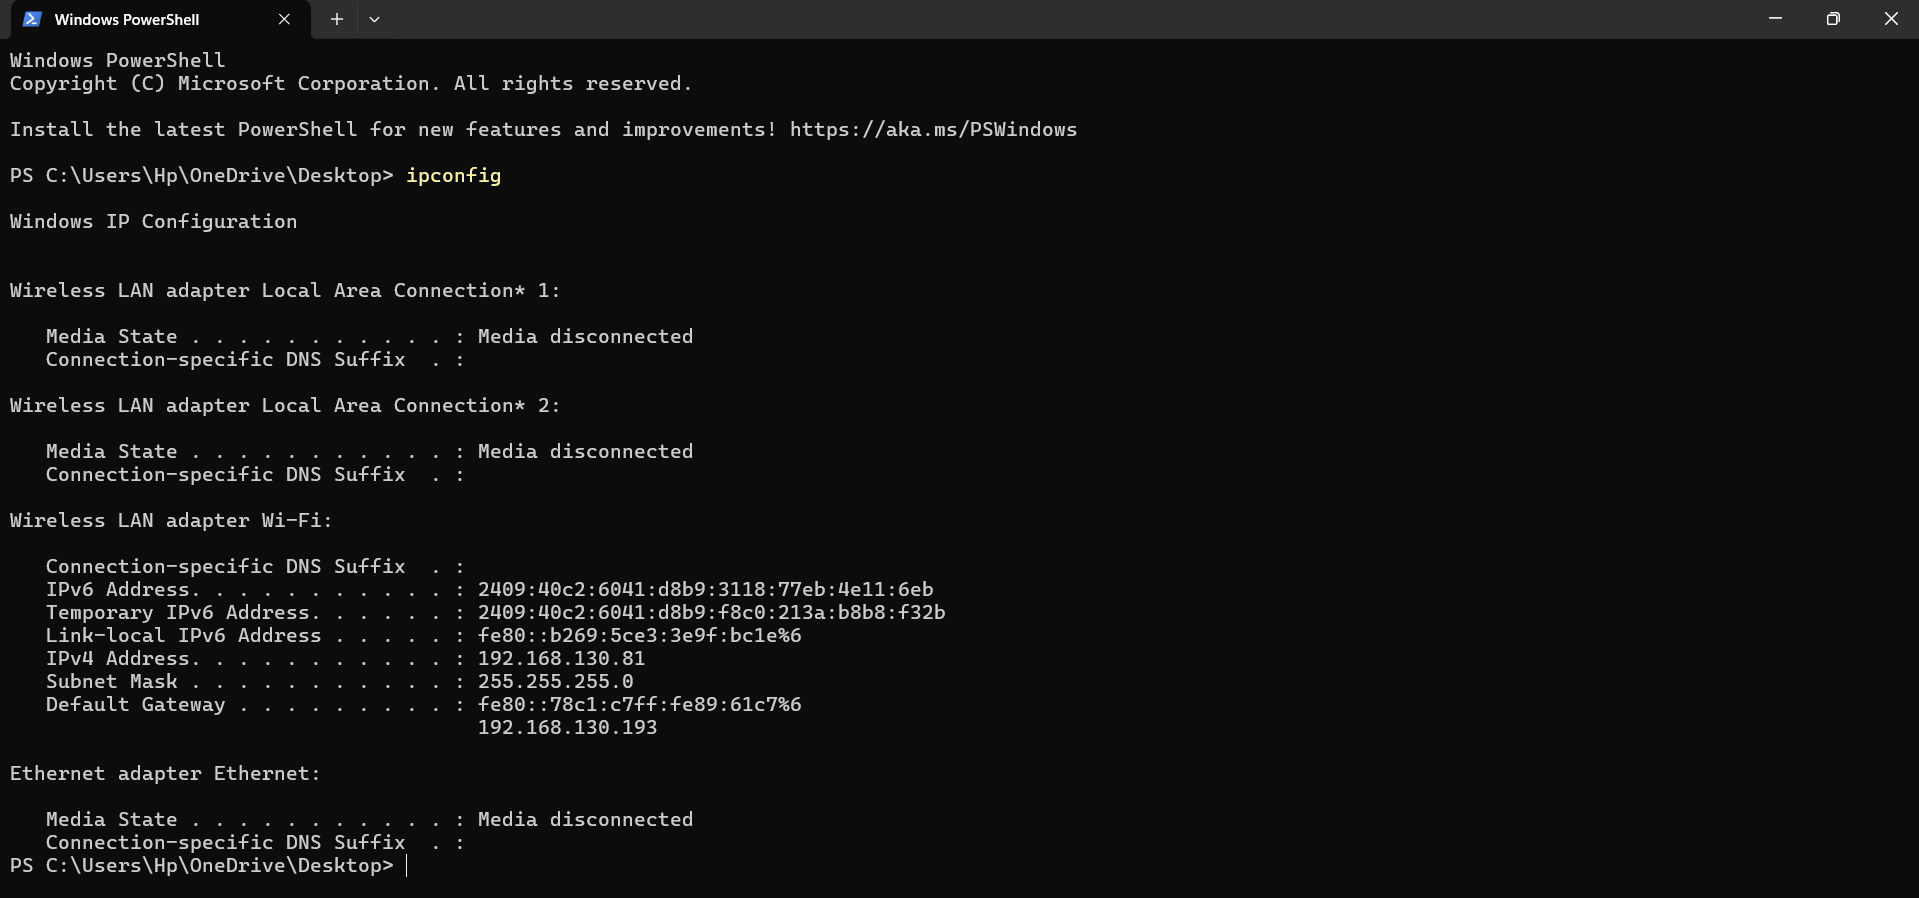 Windows PowerShell
Windows PowerShell
Copyright (C) Microsoft Corporation. All rights reserved.
Install the latest PowerShell for new features and improvements! https://aka.ms/PSWindows
PS C:\Users\Hp\OneDrive\Desktop> ipconfig
Windows IP Configuration
Wireless LAN adapter Local Area Connection* 1:
   Media State . . . . . . . . . . . : Media disconnected
   Connection-specific DNS Suffix  . :
Wireless LAN adapter Local Area Connection* 2:
   Media State . . . . . . . . . . . : Media disconnected
   Connection-specific DNS Suffix  . :
Wireless LAN adapter Wi-Fi:
   Connection-specific DNS Suffix  . :
   IPv6 Address. . . . . . . . . . . : 2409:40c2:6041:d8b9:3118:77eb:4e11:6eb
   Temporary IPv6 Address. . . . . . : 2409:40c2:6041:d8b9:f8c0:213a:b8b8:f32b
   Link-local IPv6 Address . . . . . : fe80::b269:5ce3:3e9f:bc1e%6
   IPv4 Address. . . . . . . . . . . : 192.168.130.81
   Subnet Mask . . . . . . . . . . . : 255.255.255.0
   Default Gateway . . . . . . . . . : fe80::78c1:c7ff:fe89:61c7%6
                                       192.168.130.193
Ethernet adapter Ethernet:
   Media State . . . . . . . . . . . : Media disconnected
   Connection-specific DNS Suffix  . :
PS C:\Users\Hp\OneDrive\Desktop>